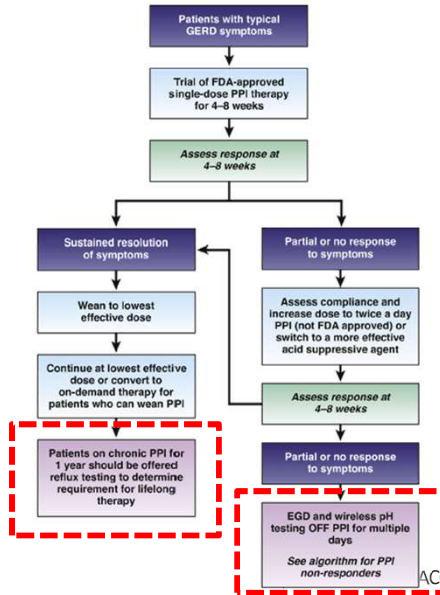 Patients with typical
GERD symptoms
Trial of FDA-approved
single-dose PPI therapy
for 4–8 weeks
Assess response at
4–8 weeks
Sustained resolution
of symptoms
Wean to lowest
effective dose
Continue at lowest effective
dose or convert to
on-demand therapy for
patients who can wean PPI
Patients on chronic PPI for
1 year should be offered
reflux testing to determine
requirement for lifelong
therapy
Partial or no response
to symptoms
Assess compliance and
increase dose to twice a day
PPI (not FDA approved) or
switch to a more effective
acid suppressive agent
Assess response at
4–8 weeks
Partial or no response
to symptoms
EGD and wireless pH
testing OFF PPI for multiple
days
See algorithm for PPI
non-responders